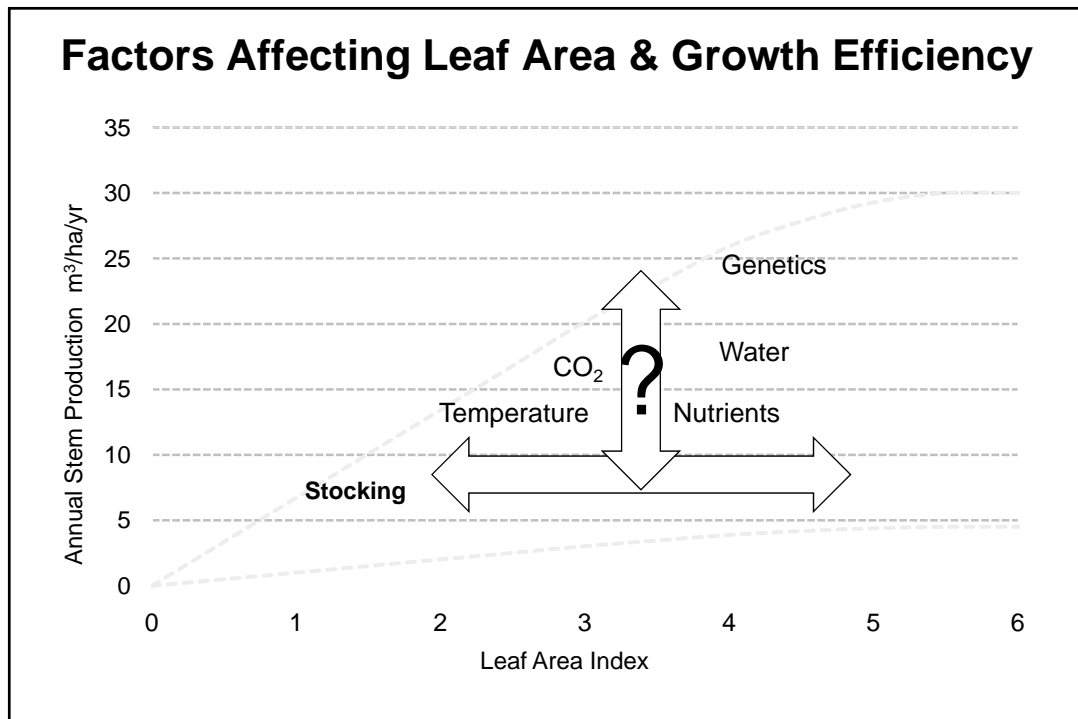 Factors Affecting Leaf Area & Growth Efficiency
Annual Stem Production m³/ha/yr
35
30
25
20
15
10
5
0
Genetics
Water
CO₂
?
Temperature
Nutrients
Stocking
0 1 2 3 4 5 6
Leaf Area Index